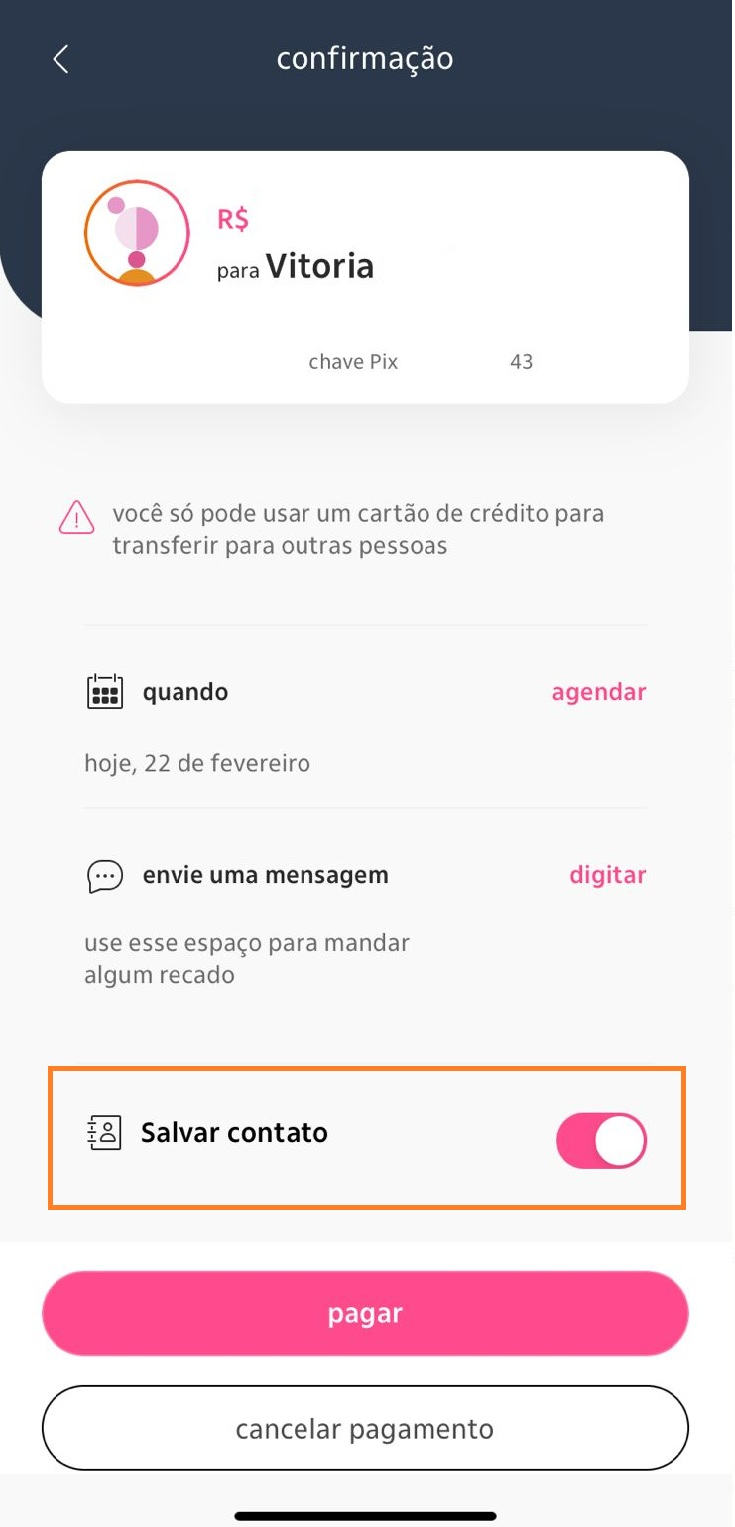 confirmação
R$
para Vitoria
chave Pix 43
você só pode usar um cartão de crédito para
transferir para outras pessoas
quando agendar
hoje, 22 de fevereiro
envie uma mensagem digitar
use esse espaço para mandar
algum recado
Salvar contato
pagar
cancelar pagamento